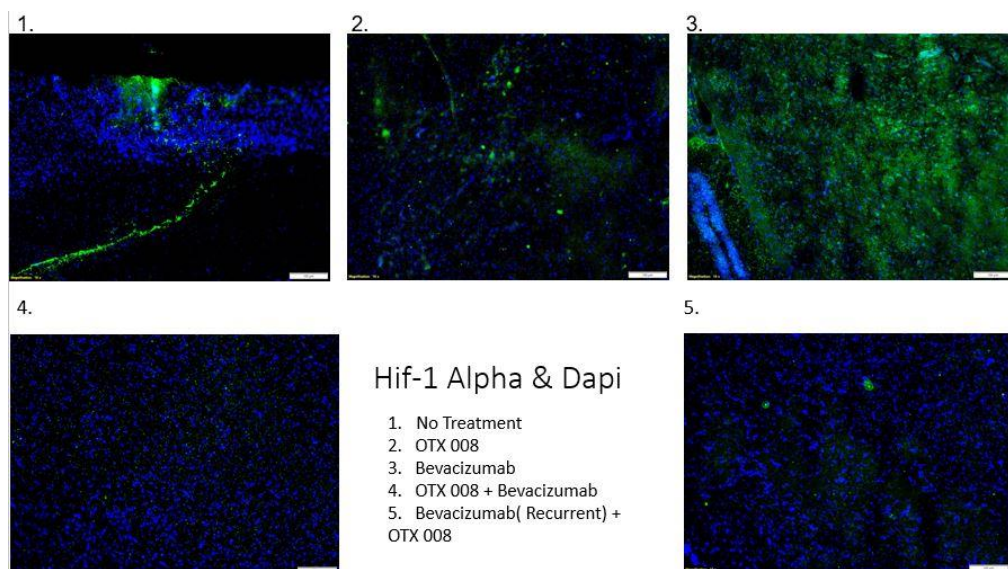 1.
2.
3.
4.
5.
Hif-1 Alpha & Dapi
1. No Treatment
2. OTX 008
3. Bevacizumab
4. OTX 008 + Bevacizumab
5. Bevacizumab( Recurrent) +
OTX 008